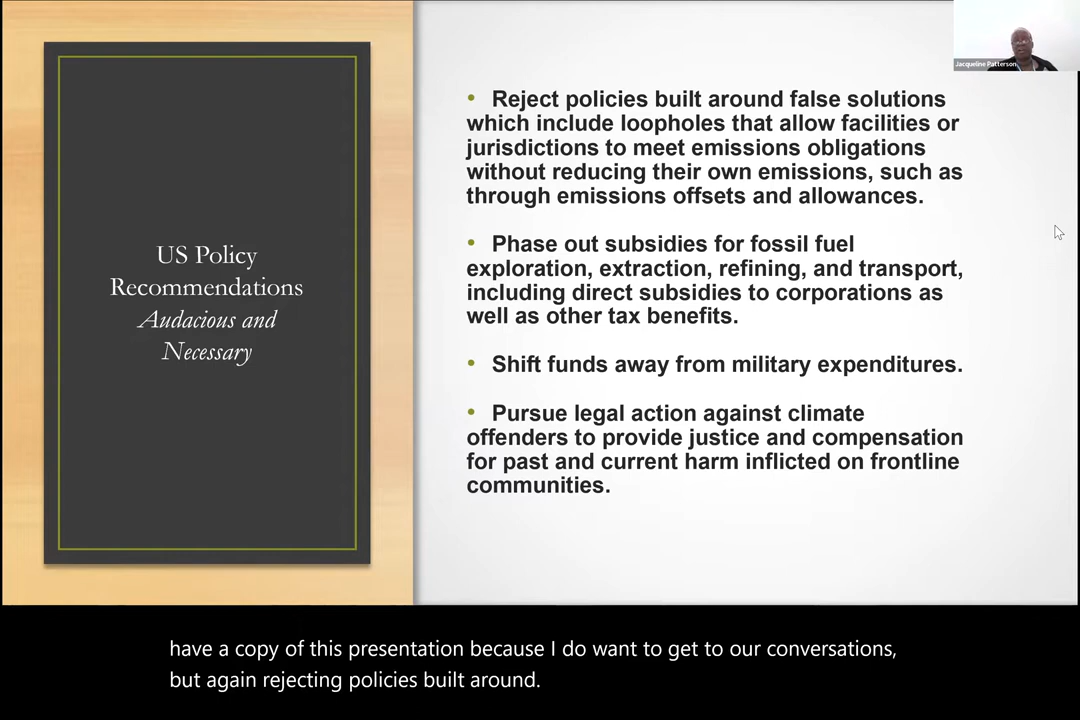 Jacqueline Patterson
US Policy
Recommendations
Audacious and
Necessary
• Reject policies built around false solutions
which include loopholes that allow facilities or
jurisdictions to meet emissions obligations
without reducing their own emissions, such as
through emissions offsets and allowances.
• Phase out subsidies for fossil fuel
exploration, extraction, refining, and transport,
including direct subsidies to corporations as
well as other tax benefits.
• Shift funds away from military expenditures.
• Pursue legal action against climate
offenders to provide justice and compensation
for past and current harm inflicted on frontline
communities.
have a copy of this presentation because I do want to get to our conversations,
but again rejecting policies built around.